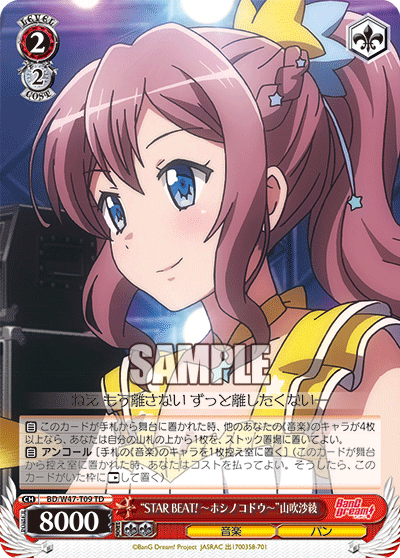 LEVEL
2
2
COST
SAMPLE
ねえ もう離さない ずっと離したくない―
【自】 このカードが手札から舞台に置かれた時、他のあなたの《音楽》のキャラが4枚
以上なら、あなたは自分の山札の上から1枚を、ストック置場に置いてよい。
【自】 アンコール [手札の《音楽》のキャラを1枚控え室に置く] （このカードが舞台
から控え室に置かれた時、あなたはコストを払ってよい。そうしたら、このカー
ドがいた枠にレストして置く）
CH
BD/W47-T09 TD
8000
"STAR BEAT!～ホシノコドウ～"山吹沙綾
BanG Dream!
音楽
パン
©BanG Dream! Project JASRAC 出1700358-701